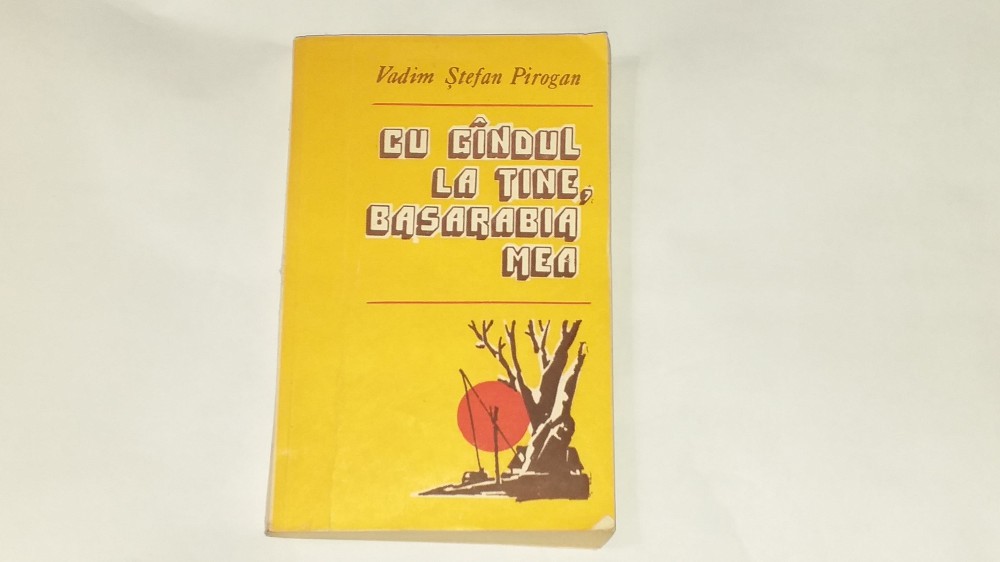 Vadim Ștefan Pirogan
CU GÎNDUL
LA TINE,
BASARABIA
MEA